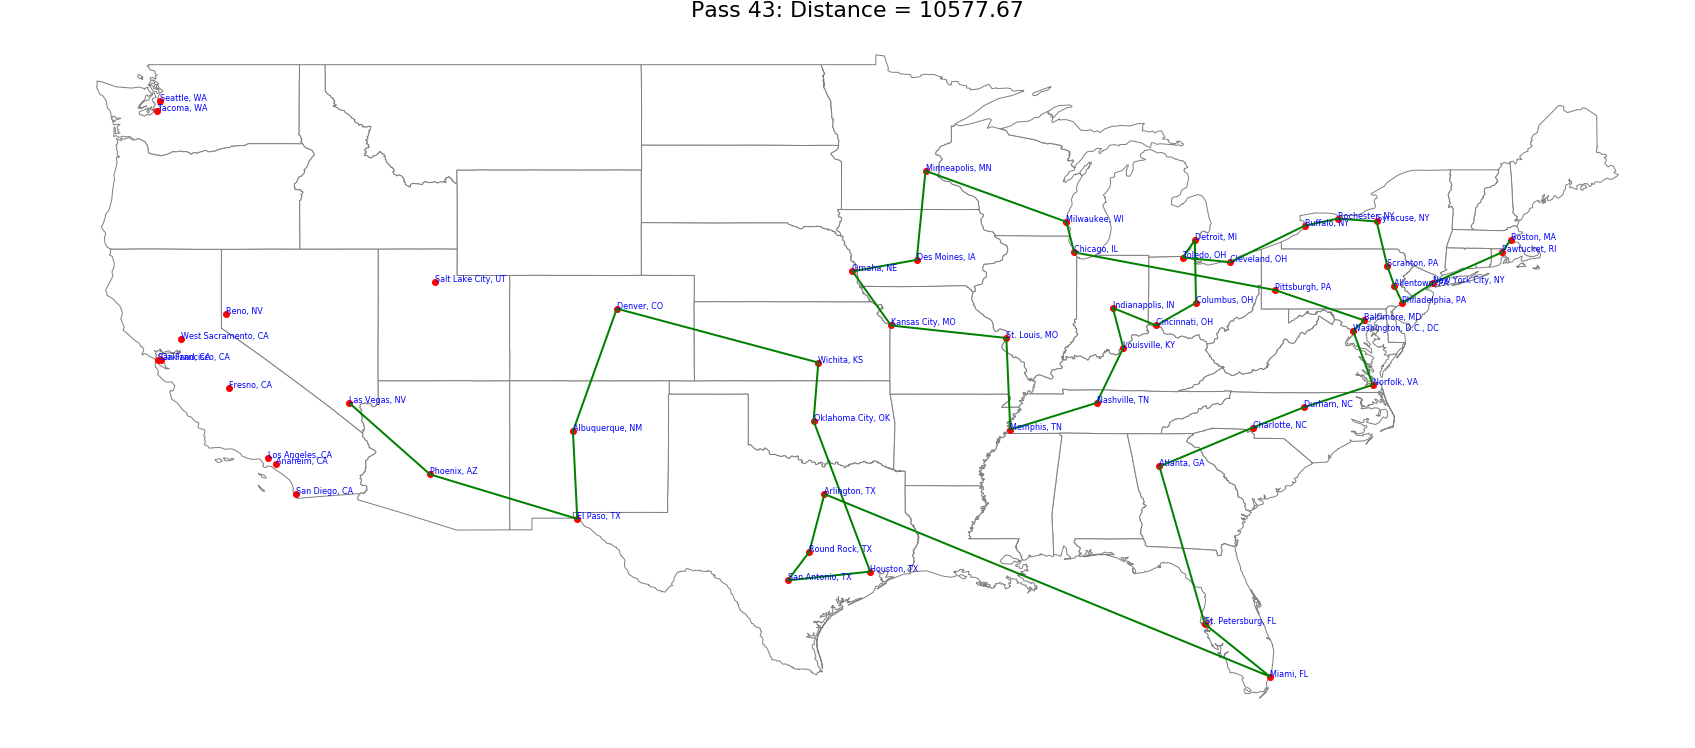 Pass 43: Distance = 10577.67
Seattle, WA
Tacoma, WA
Minneapolis, MN
Milwaukee, WI
Rochester, NY
Syracuse, NY
Buffalo, NY
Detroit, MI
Boston, MA
Chicago, IL
Toledo, OH
Cleveland, OH
Pawtucket, RI
Des Moines, IA
Omaha, NE
Scranton, PA
Salt Lake City, UT
New York City, NY
Allentown, PA
Pittsburgh, PA
Philadelphia, PA
Columbus, OH
Indianapolis, IN
Denver, CO
Reno, NV
Baltimore, MD
Cincinnati, OH
Kansas City, MO
Washington, D.C., DC
St. Louis, MO
West Sacramento, CA
Louisville, KY
San Francisco, CA
Wichita, KS
Norfolk, VA
Fresno, CA
Las Vegas, NV
Nashville, TN
Durham, NC
Oklahoma City, OK
Charlotte, NC
Albuquerque, NM
Memphis, TN
Los Angeles, CA
Anaheim, CA
Atlanta, GA
Phoenix, AZ
San Diego, CA
Arlington, TX
El Paso, TX
Round Rock, TX
Houston, TX
San Antonio, TX
St. Petersburg, FL
Miami, FL